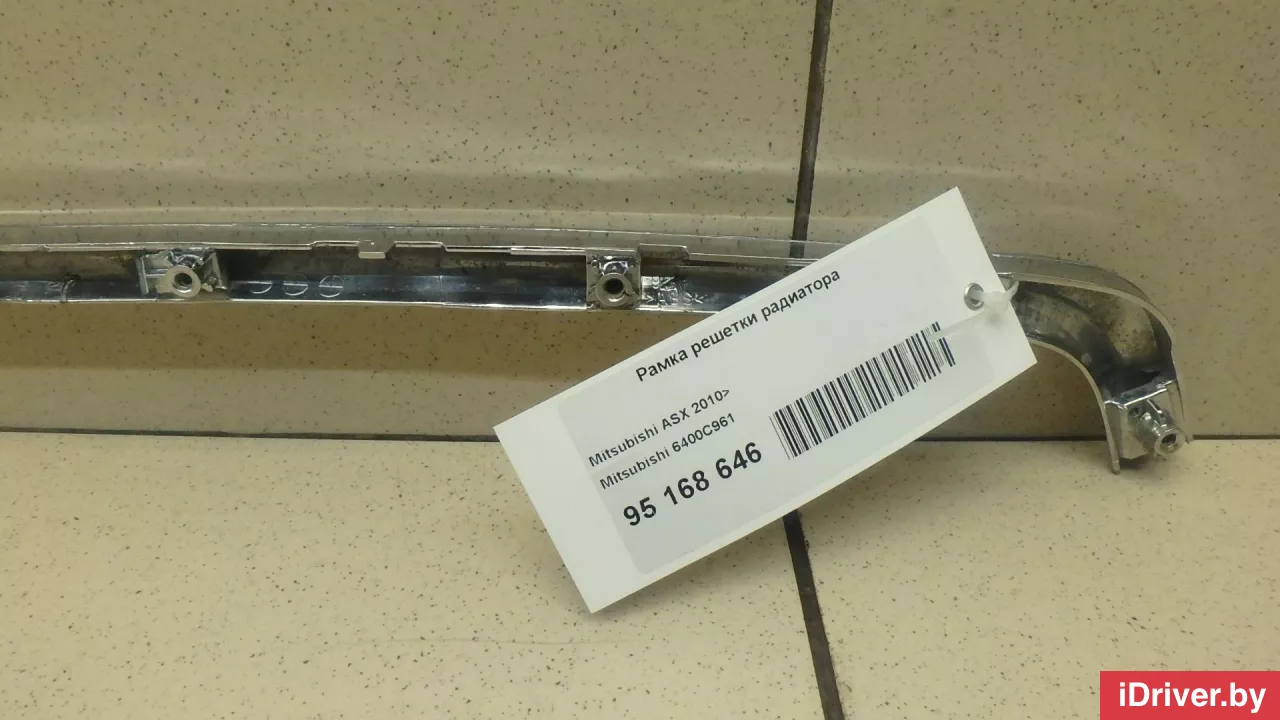 Рамка решетки радиатора
Mitsubishi ASX 2010>
Mitsubishi 6400C961
95 168 646
iDriver.by